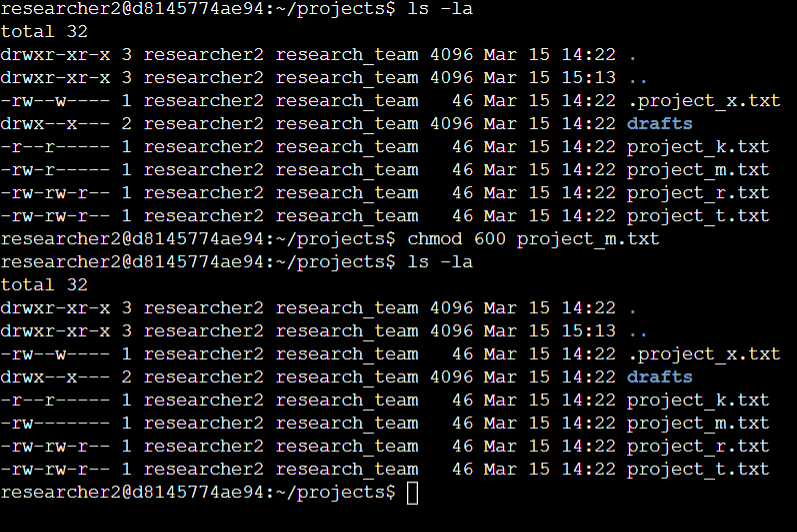 researcher2@d8145774ae94:~/projects$ ls -la
total 32
drwxr-xr-x 3 researcher2 research_team 4096 Mar 15 14:22 .
drwxr-xr-x 3 researcher2 research_team 4096 Mar 15 15:13 ..
-rw--w---- 1 researcher2 research_team   46 Mar 15 14:22 .project_x.txt
drwx--x--- 2 researcher2 research_team 4096 Mar 15 14:22 drafts
-r--r----- 1 researcher2 research_team   46 Mar 15 14:22 project_k.txt
-rw-r----- 1 researcher2 research_team   46 Mar 15 14:22 project_m.txt
-rw-rw-r-- 1 researcher2 research_team   46 Mar 15 14:22 project_r.txt
-rw-rw-r-- 1 researcher2 research_team   46 Mar 15 14:22 project_t.txt
researcher2@d8145774ae94:~/projects$ chmod 600 project_m.txt
researcher2@d8145774ae94:~/projects$ ls -la
total 32
drwxr-xr-x 3 researcher2 research_team 4096 Mar 15 14:22 .
drwxr-xr-x 3 researcher2 research_team 4096 Mar 15 15:13 ..
-rw--w---- 1 researcher2 research_team   46 Mar 15 14:22 .project_x.txt
drwx--x--- 2 researcher2 research_team 4096 Mar 15 14:22 drafts
-r--r----- 1 researcher2 research_team   46 Mar 15 14:22 project_k.txt
-rw------- 1 researcher2 research_team   46 Mar 15 14:22 project_m.txt
-rw-rw-r-- 1 researcher2 research_team   46 Mar 15 14:22 project_r.txt
-rw-rw-r-- 1 researcher2 research_team   46 Mar 15 14:22 project_t.txt
researcher2@d8145774ae94:~/projects$